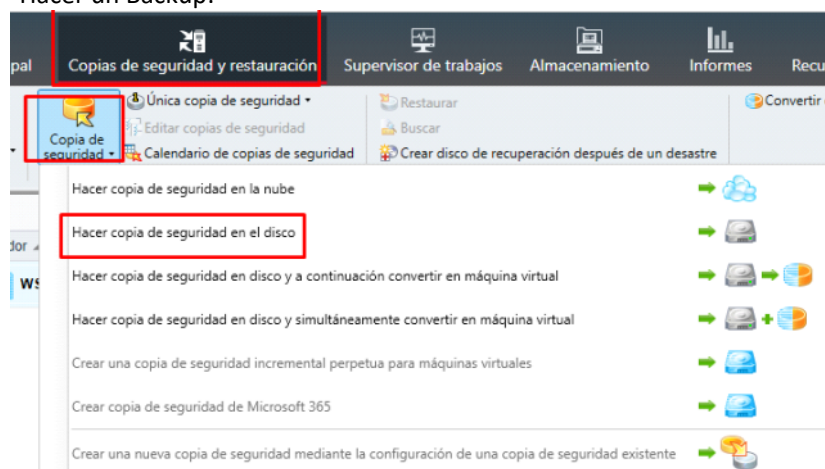 Hacer un Backup:
pal Copias de seguridad y restauración Supervisor de trabajos Almacenamiento Informes Recu
Única copia de seguridad Restaurar Convertir
Editar copias de seguridad Buscar
Copia de seguridad Calendario de copias de seguridad Crear disco de recuperación después de un desastre
Hacer copia de seguridad en la nube
dor Hacer copia de seguridad en el disco
WS Hacer copia de seguridad en disco y a continuación convertir en máquina virtual
Hacer copia de seguridad en disco y simultáneamente convertir en máquina virtual
Crear una copia de seguridad incremental perpetua para máquinas virtuales
Crear copia de seguridad de Microsoft 365
Crear una nueva copia de seguridad mediante la configuración de una copia de seguridad existente